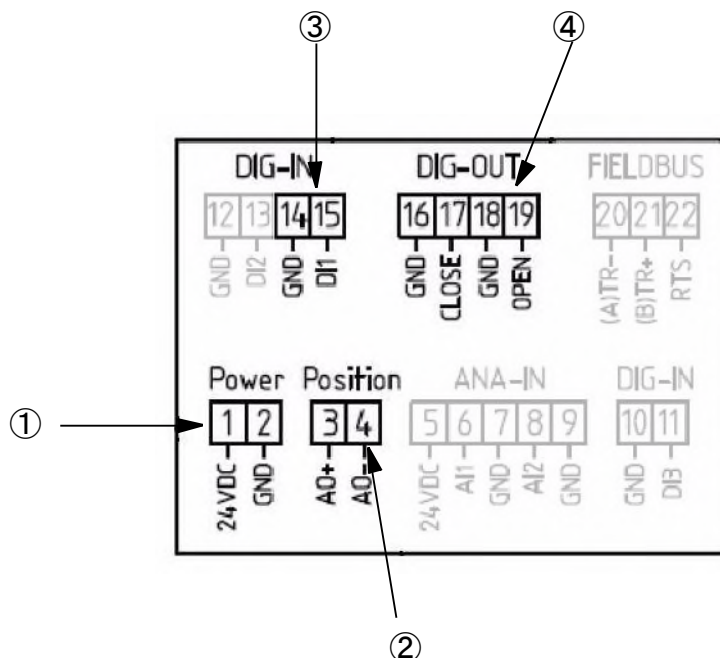 ③ ④
DIG-IN DIG-OUT FIELDBUS
12 13 14 15 16 17 18 19 20 21 22
GND DI2 GND DI1 GND CLOSE GND OPEN (A)TR- (B)TR+ RTS
Power Position ANA-IN DIG-IN
① 1 2 3 4 5 6 7 8 9 10 11
24VDC GND AO+ AO- 24VDC AI1 GND AI2 GND GND DI3
②